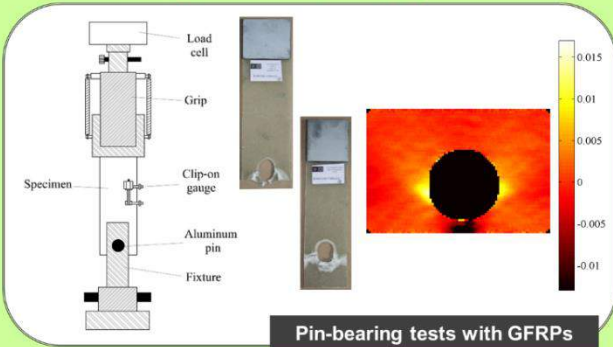 Load
cell
Grip
Specimen
Clip-on
gauge
Aluminum
pin
Fixture
0.015
0.01
0.005
0
-0.005
-0.01
Pin-bearing tests with GFRPs